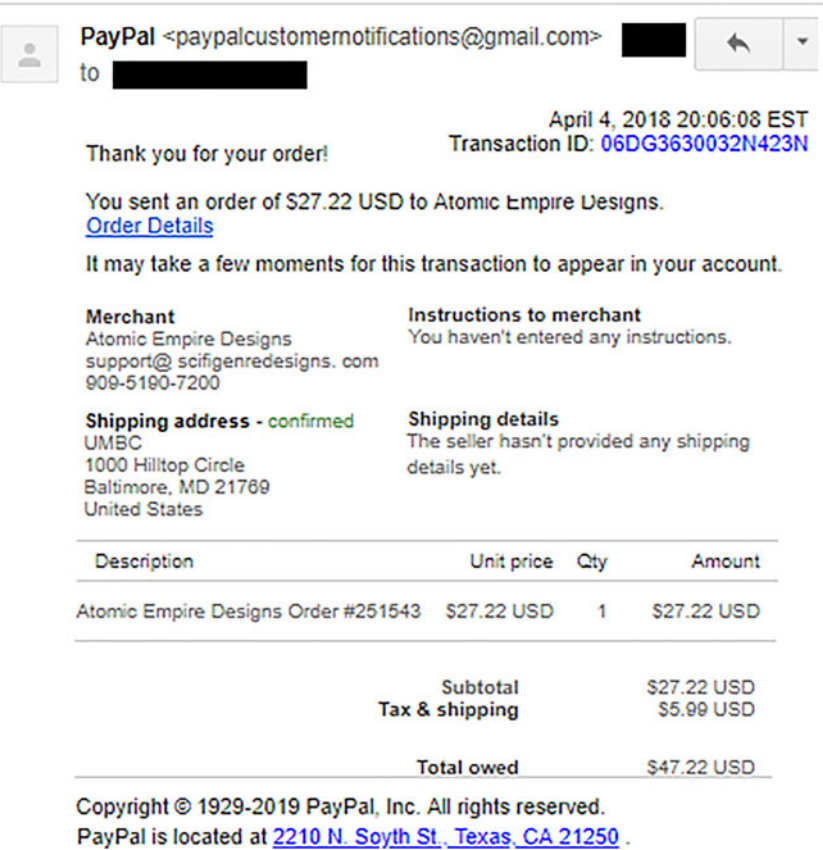 PayPal <paypalcustomernotifications@gmail.com>
to
April 4, 2018 20:06:08 EST
Transaction ID: 06DG3630032N423N
Thank you for your order!
You sent an order of $27.22 USD to Atomic Empire Designs.
Order Details
It may take a few moments for this transaction to appear in your account.
Merchant
Atomic Empire Designs
support@ scifigenredesigns. com
909-5190-7200
Instructions to merchant
You haven't entered any instructions.
Shipping address - confirmed
UMBC
1000 Hilltop Circle
Baltimore, MD 21769
United States
Shipping details
The seller hasn't provided any shipping
details yet.
Description Unit price Qty Amount
Atomic Empire Designs Order #251543 $27.22 USD 1 $27.22 USD
Subtotal $27.22 USD
Tax & shipping $5.99 USD
Total owed $47.22 USD
Copyright © 1929-2019 PayPal, Inc. All rights reserved.
PayPal is located at 2210 N. Soyth St., Texas, CA 21250 .